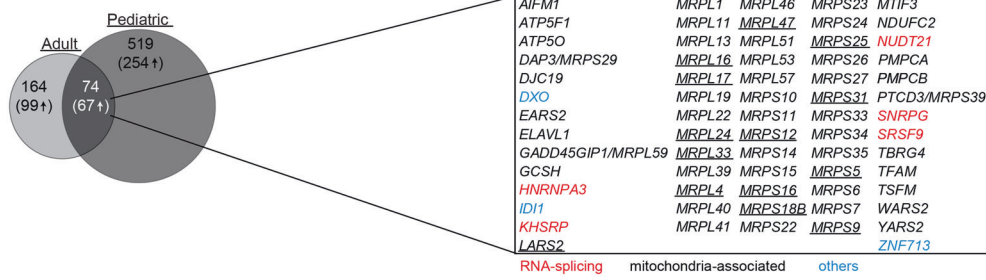 Pediatric
519
(254↑)
Adult
164
(99↑)
74
(67↑)
AIFM1 MRPL1 MRPL46 MRPS23 MTIF3
ATP5F1 MRPL11 MRPL47 MRPS24 NDUFC2
ATP5O MRPL13 MRPL51 MRPS25 NUDT21
DAP3/MRPS29 MRPL16 MRPL53 MRPS26 PMPCA
DJC19 MRPL17 MRPL57 MRPS27 PMPCB
DXO MRPL19 MRPS10 MRPS31 PTCD3/MRPS39
EARS2 MRPL22 MRPS11 MRPS33 SNRPG
ELAVL1 MRPL24 MRPS12 MRPS34 SRSF9
GADD45GIP1/MRPL59 MRPL33 MRPS14 MRPS35 TBRG4
GCSH MRPL39 MRPS15 MRPS5 TFAM
HNRNPA3 MRPL4 MRPS16 MRPS6 TSFM
IDI1 MRPL40 MRPS18B MRPS7 WARS2
KHSRP MRPL41 MRPS22 MRPS9 YARS2
LARS2 ZNF713
RNA-splicing mitochondria-associated others